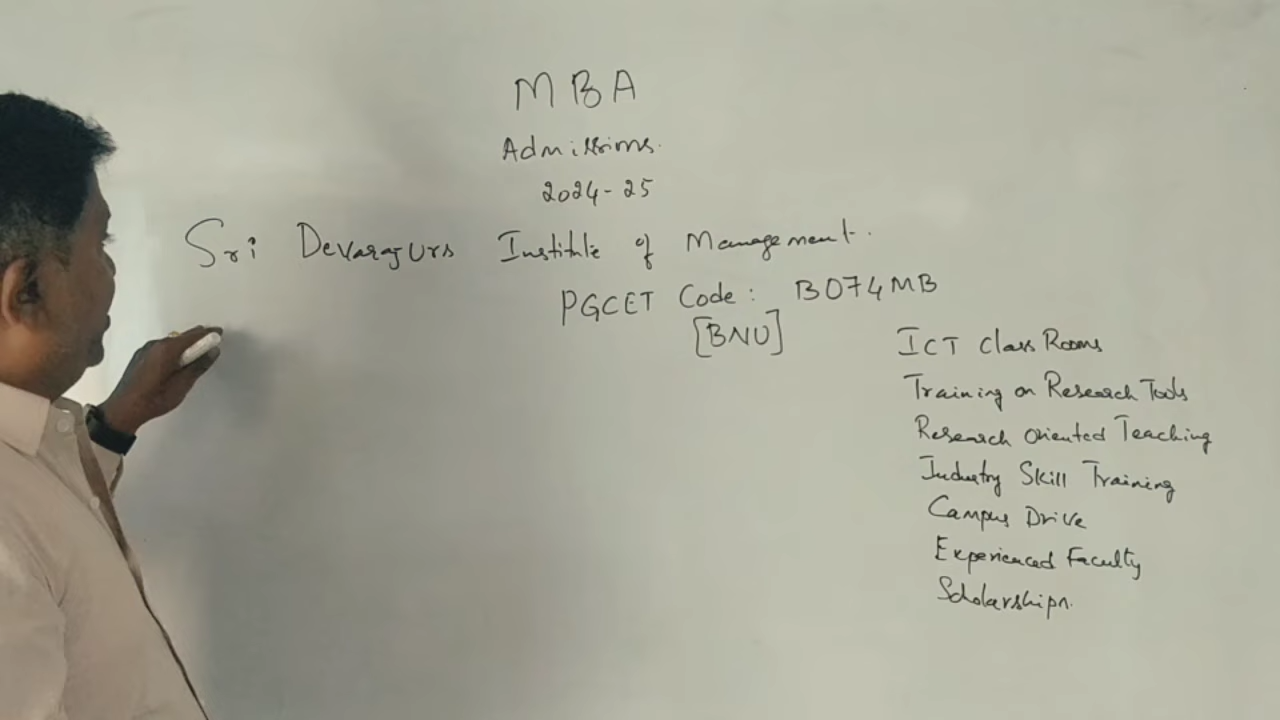 MBA
Admissions.
2024-25
Sri Devarajurs Institute of Management.
PGCET Code: B074MB
[BNU]
ICT Class Rooms
Training on Research Tools
Research Oriented Teaching
Industry Skill Training
Campus Drive
Experienced Faculty
Scholarships.